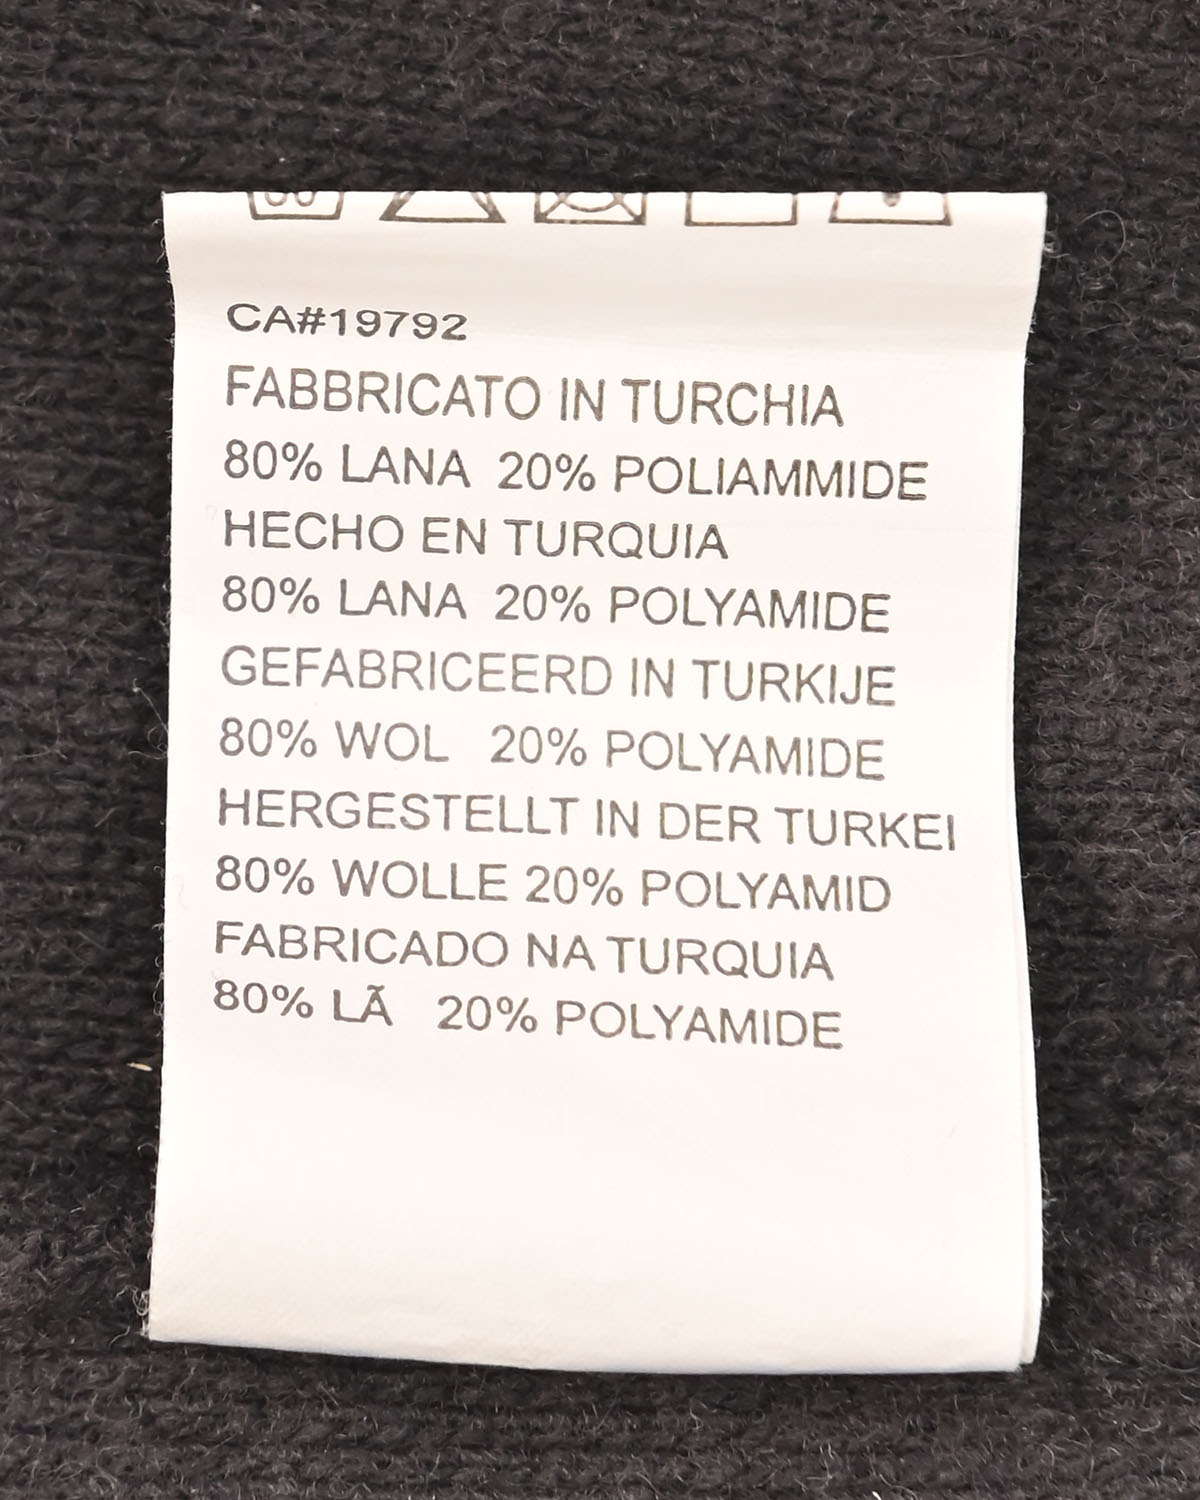 CA#19792
FABBRICATO IN TURCHIA
80% LANA 20% POLIAMMIDE
HECHO EN TURQUIA
80% LANA 20% POLYAMIDE
GEFABRICEERD IN TURKIJE
80% WOL 20% POLYAMIDE
HERGESTELLT IN DER TURKEI
80% WOLLE 20% POLYAMID
FABRICADO NA TURQUIA
80% LÃ 20% POLYAMIDE